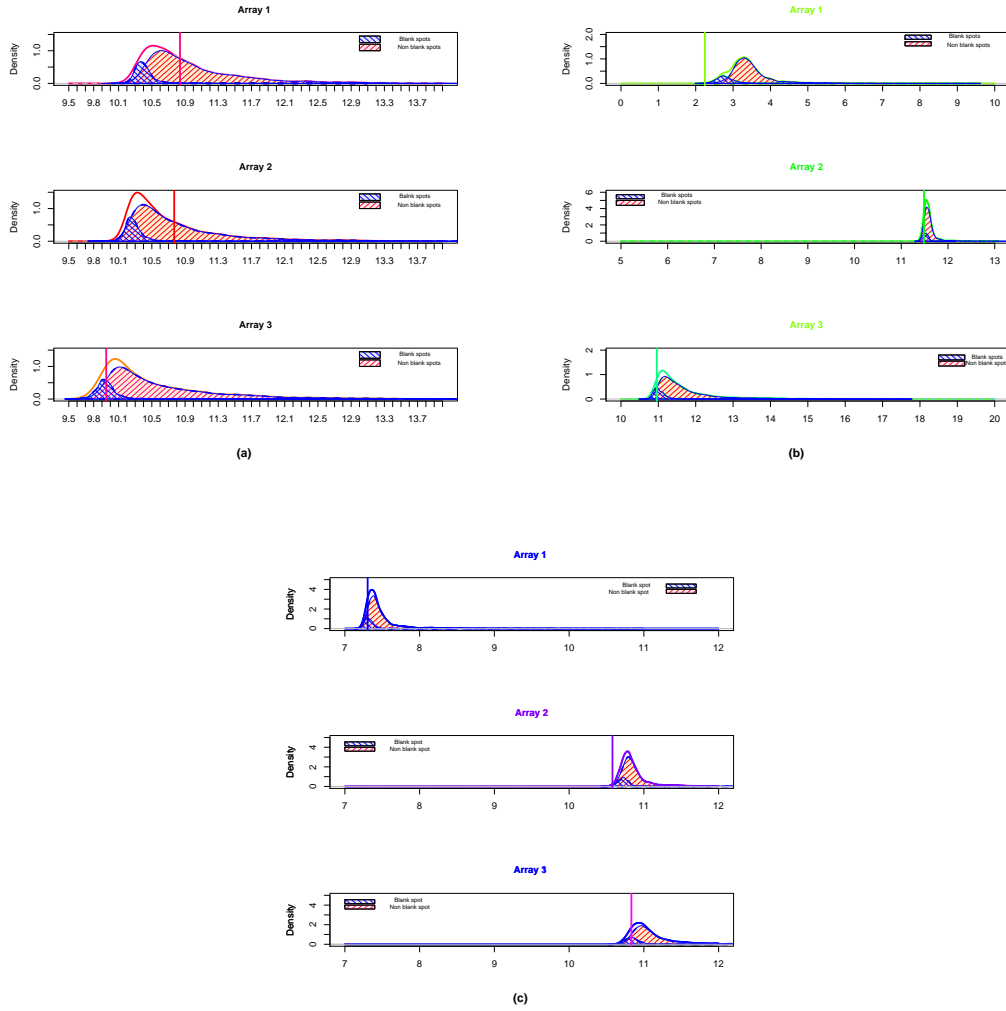 Array 1
Density
0.0 1.0
Blank spots
Non blank spots
9.5 9.8 10.1 10.5 10.9 11.3 11.7 12.1 12.5 12.9 13.3 13.7
Array 2
Density
0.0 1.0
Balnk spots
Non blank spots
9.5 9.8 10.1 10.5 10.9 11.3 11.7 12.1 12.5 12.9 13.3 13.7
Array 3
Density
0.0 1.0
Blank spots
Non blank spots
9.5 9.8 10.1 10.5 10.9 11.3 11.7 12.1 12.5 12.9 13.3 13.7
(a)
Array 1
Density
0.0 1.0 2.0
Blank spots
Non blank spots
0 1 2 3 4 5 6 7 8 9 10
Array 2
Density
0 2 4 6
Blank spots
Non blank spots
5 6 7 8 9 10 11 12 13
Array 3
Density
0 1 2
Blank spots
Non blank spots
10 11 12 13 14 15 16 17 18 19 20
(b)
Array 1
Density
0 2 4
Blank spot
Non blank spot
7 8 9 10 11 12
Array 2
Density
0 2 4
Blank spot
Non blank spot
7 8 9 10 11 12
Array 3
Density
0 2 4
Blank spot
Non blank spot
7 8 9 10 11 12
(c)